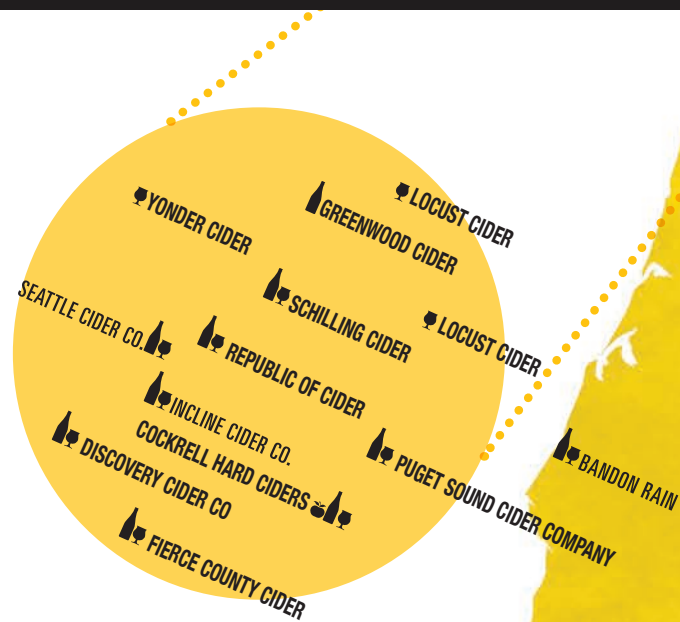 YONDER CIDER
GREENWOOD CIDER
LOCUST CIDER
SCHILLING CIDER
LOCUST CIDER
SEATTLE CIDER CO.
REPUBLIC OF CIDER
INCLINE CIDER CO.
COCKRELL HARD CIDERS
DISCOVERY CIDER CO
PUGET SOUND CIDER COMPANY
BANDON RAIN
FIERCE COUNTY CIDER